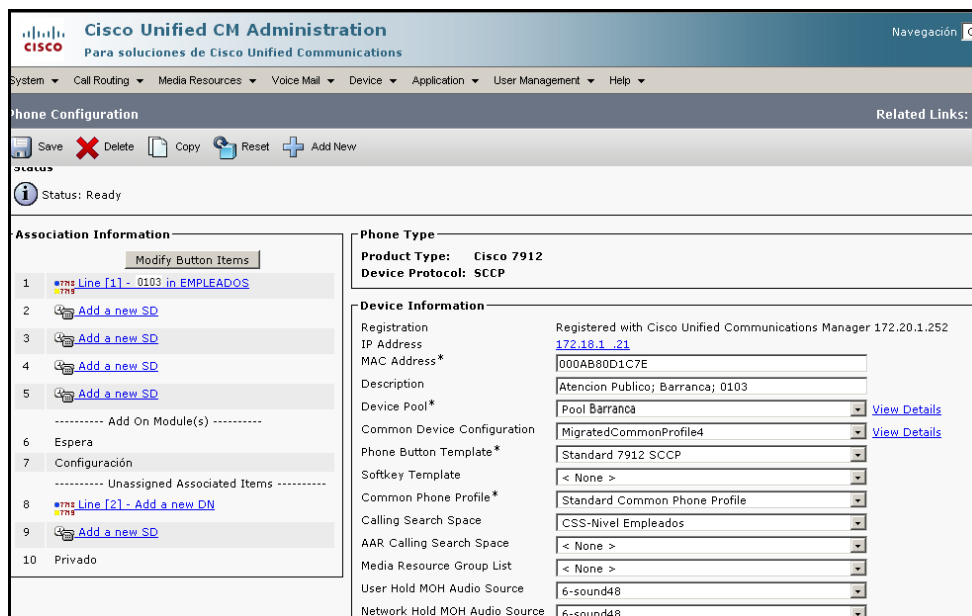 CISCO
Cisco Unified CM Administration
Para soluciones de Cisco Unified Communications
Navegación
System Call Routing Media Resources Voice Mail Device Application User Management Help
Phone Configuration
Related Links:
Save Delete Copy Reset Add New
Status
Status: Ready
Association Information
Modify Button Items
1 Line [1] - 0103 in EMPLEADOS
2 Add a new SD
3 Add a new SD
4 Add a new SD
5 Add a new SD
---------- Add On Module(s) ----------
6 Espera
7 Configuración
---------- Unassigned Associated Items ----------
8 Line [2] - Add a new DN
9 Add a new SD
10 Privado
Phone Type
Product Type: Cisco 7912
Device Protocol: SCCP
Device Information
Registration Registered with Cisco Unified Communications Manager 172.20.1.252
IP Address 172.18.1 .21
MAC Address* 000AB80D1C7E
Description Atencion Publico; Barranca; 0103
Device Pool* Pool Barranca View Details
Common Device Configuration MigratedCommonProfile4 View Details
Phone Button Template* Standard 7912 SCCP
Softkey Template < None >
Common Phone Profile* Standard Common Phone Profile
Calling Search Space CSS-Nivel Empleados
AAR Calling Search Space < None >
Media Resource Group List < None >
User Hold MOH Audio Source 6-sound48
Network Hold MOH Audio Source 6-sound48